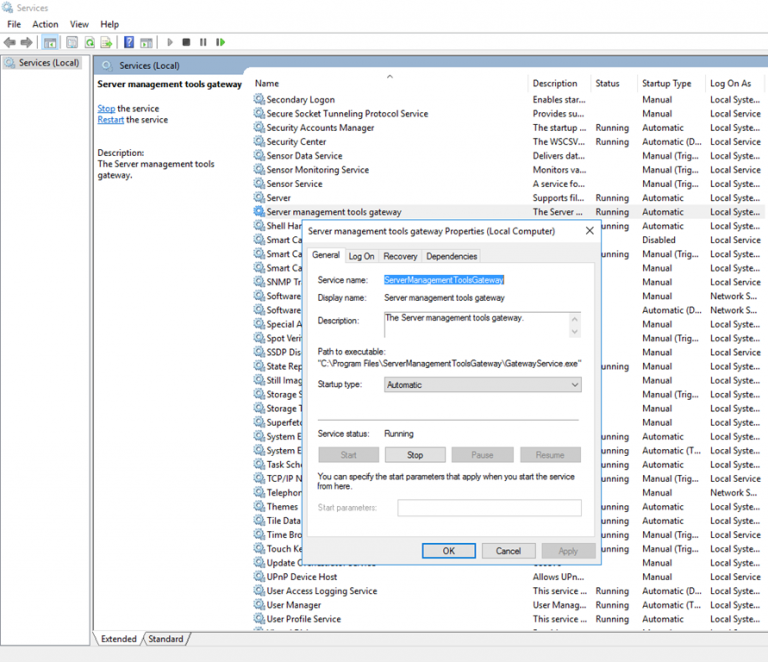 Services
File Action View Help
Services (Local)
Services (Local)
Server management tools gateway
Stop the service
Restart the service
Description:
The Server management tools
gateway.
Name Description Status Startup Type Log On As
Secondary Logon Enables star... Manual Local Syste...
Secure Socket Tunneling Protocol Service Provides su... Manual Local Service
Security Accounts Manager The startup ... Running Automatic Local Syste...
Security Center The WSCSV... Running Automatic (D... Local Service
Sensor Data Service Delivers dat... Manual (Trig... Local Syste...
Sensor Monitoring Service Monitors va... Manual (Trig... Local Service
Sensor Service A service fo... Manual (Trig... Local Syste...
Server Supports fil... Running Automatic Local Syste...
Server management tools gateway The Server ... Running Automatic Local Syste...
Shell Har unning Automatic Local Syste...
Smart Ca Disabled Local Service
Smart Ca unning Manual (Trig... Local Syste...
Smart Ca Manual Local Syste...
SNMP Tr Manual Local Service
Software Manual Network S...
Software Automatic (D... Network S...
Special A Manual Local Syste...
Spot Veri Manual (Trig... Local Syste...
SSDP Dis Manual Local Service
State Rep unning Manual Local Syste...
Still Imag Manual Local Syste...
Storage S Manual (Trig... Local Syste...
Storage T Manual Local Syste...
Superfetc Manual Local Syste...
System E unning Automatic Local Syste...
System E unning Automatic (T... Local Syste...
Task Sche unning Automatic Local Syste...
TCP/IP N unning Manual (Trig... Local Service
Telephon Manual Network S...
Themes unning Automatic Local Syste...
Tile Data unning Automatic Local Syste...
Time Bro unning Manual (Trig... Local Service
Touch Ke unning Manual (Trig... Local Syste...
Update Manual Local Syste...
UPnP Device Host Allows UPn... Manual Local Service
User Access Logging Service This service ... Running Automatic (D... Local Syste...
User Manager User Manag... Running Automatic (T... Local Syste...
User Profile Service This service ... Running Automatic Local Syste...
Extended Standard
Server management tools gateway Properties (Local Computer)
General Log On Recovery Dependencies
Service name: ServerManagementToolsGateway
Display name: Server management tools gateway
Description: The Server management tools gateway.
Path to executable:
"C:\Program Files\ServerManagementToolsGateway\GatewayService.exe"
Startup type: Automatic
Service status: Running
Start Stop Pause Resume
You can specify the start parameters that apply when you start the service
from here.
Start parameters:
OK Cancel Apply